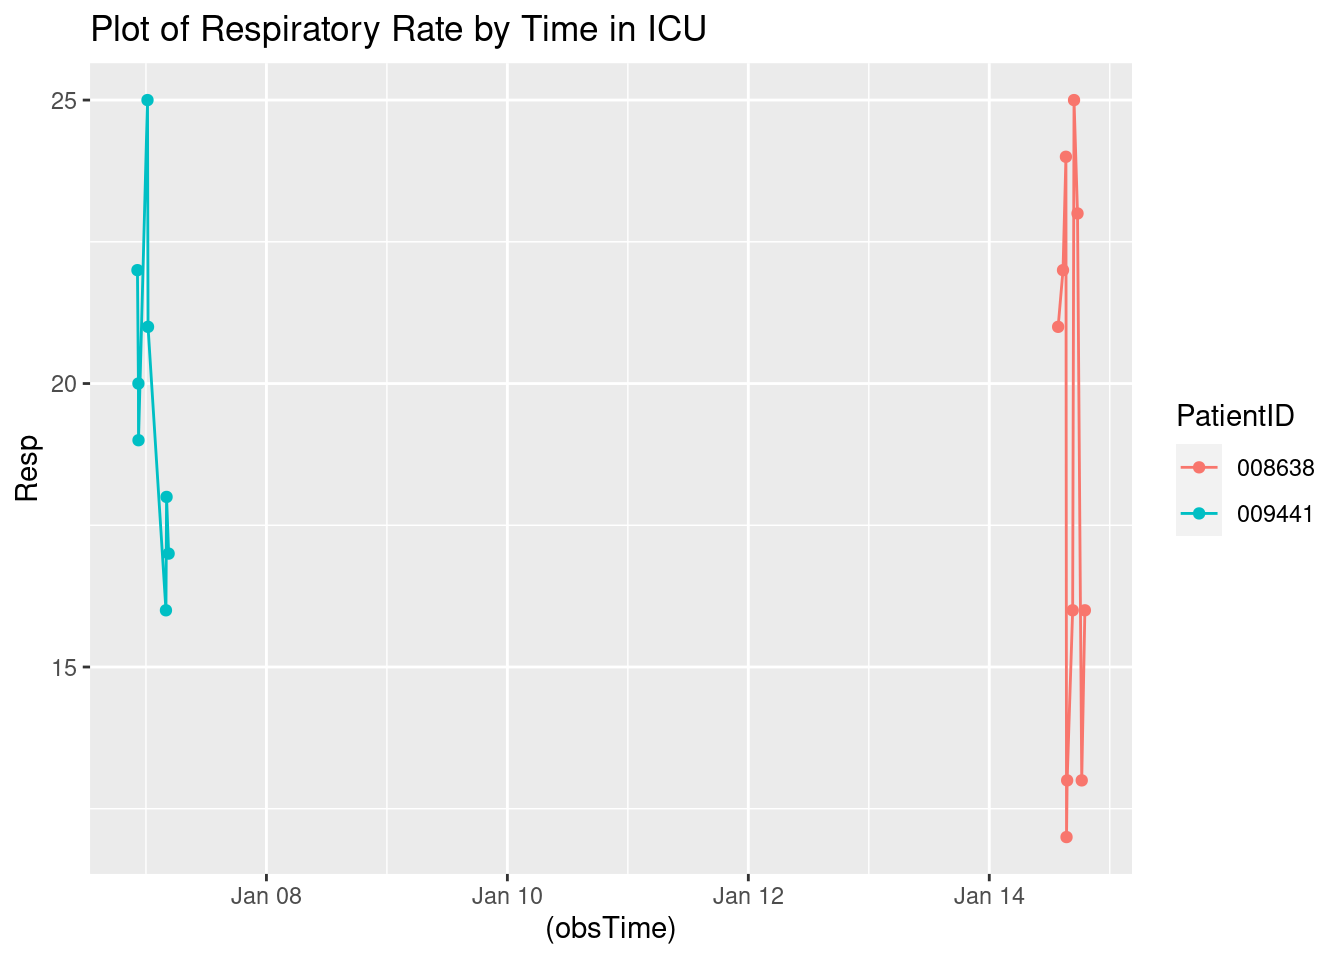 Plot of Respiratory Rate by Time in ICU
25
20
15
Resp
Jan 08 Jan 10 Jan 12 Jan 14
(obsTime)
PatientID
008638
009441